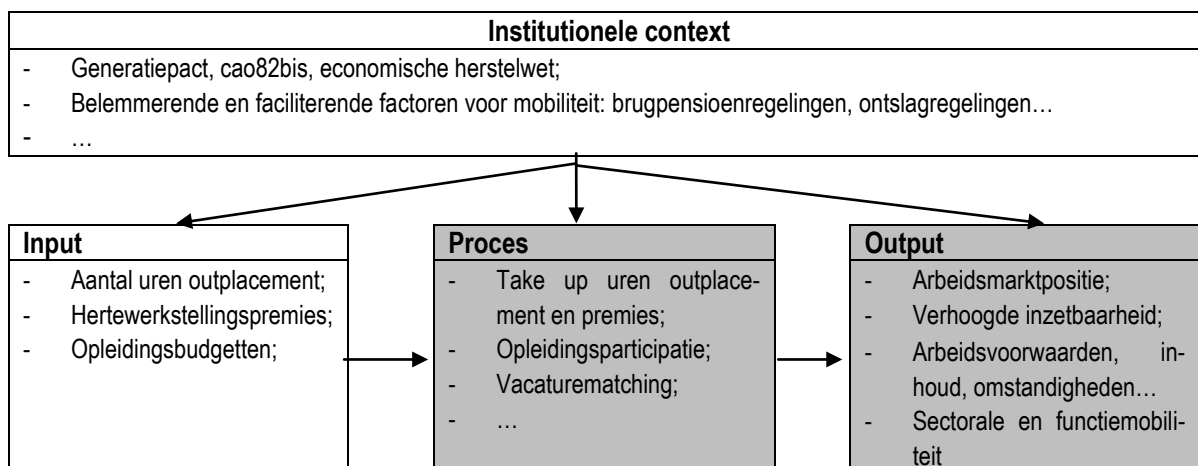 Institutionele context
- Generatiepact, cao82bis, economische herstelwet;
- Belemmerende en faciliterende factoren voor mobiliteit: brugpensioenregelingen, ontslagregelingen…
- …
Input
- Aantal uren outplacement;
- Hertewerkstellingspremies;
- Opleidingsbudgetten;
Proces
- Take up uren outplace-
ment en premies;
- Opleidingsparticipatie;
- Vacaturematching;
- …
Output
- Arbeidsmarktpositie;
- Verhoogde inzetbaarheid;
- Arbeidsvoorwaarden, in-
houd, omstandigheden…
- Sectorale en functiemobili-
teit